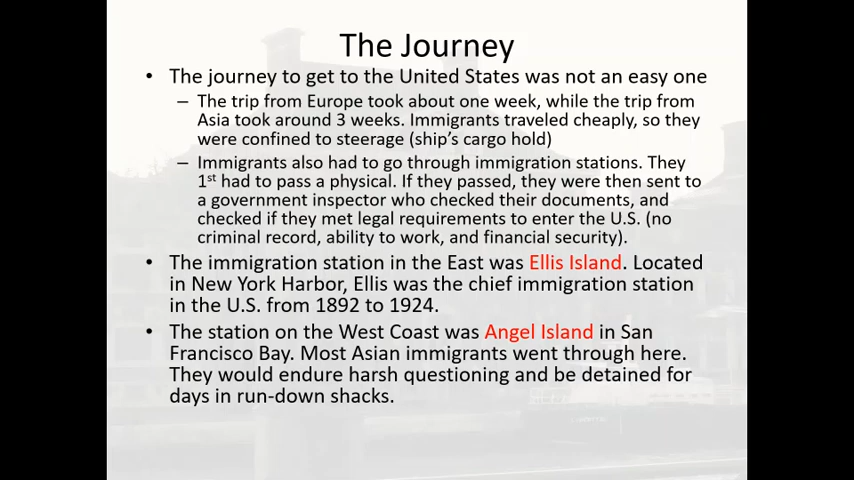 The Journey
• The journey to get to the United States was not an easy one
– The trip from Europe took about one week, while the trip from
Asia took around 3 weeks. Immigrants traveled cheaply, so they
were confined to steerage (ship's cargo hold)
– Immigrants also had to go through immigration stations. They
1st had to pass a physical. If they passed, they were then sent to
a government inspector who checked their documents, and
checked if they met legal requirements to enter the U.S. (no
criminal record, ability to work, and financial security).
• The immigration station in the East was Ellis Island. Located
in New York Harbor, Ellis was the chief immigration station
in the U.S. from 1892 to 1924.
• The station on the West Coast was Angel Island in San
Francisco Bay. Most Asian immigrants went through here.
They would endure harsh questioning and be detained for
days in run-down shacks.